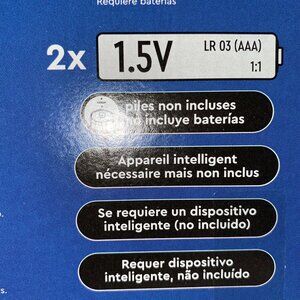 Requiere baterías
2x 1.5V LR 03 (AAA)
1:1
piles non incluses
no incluye baterías
Appareil intelligent
nécessaire mais non inclus
Se requiere un dispositivo
inteligente (no incluido)
Requer dispositivo
inteligente, não incluído